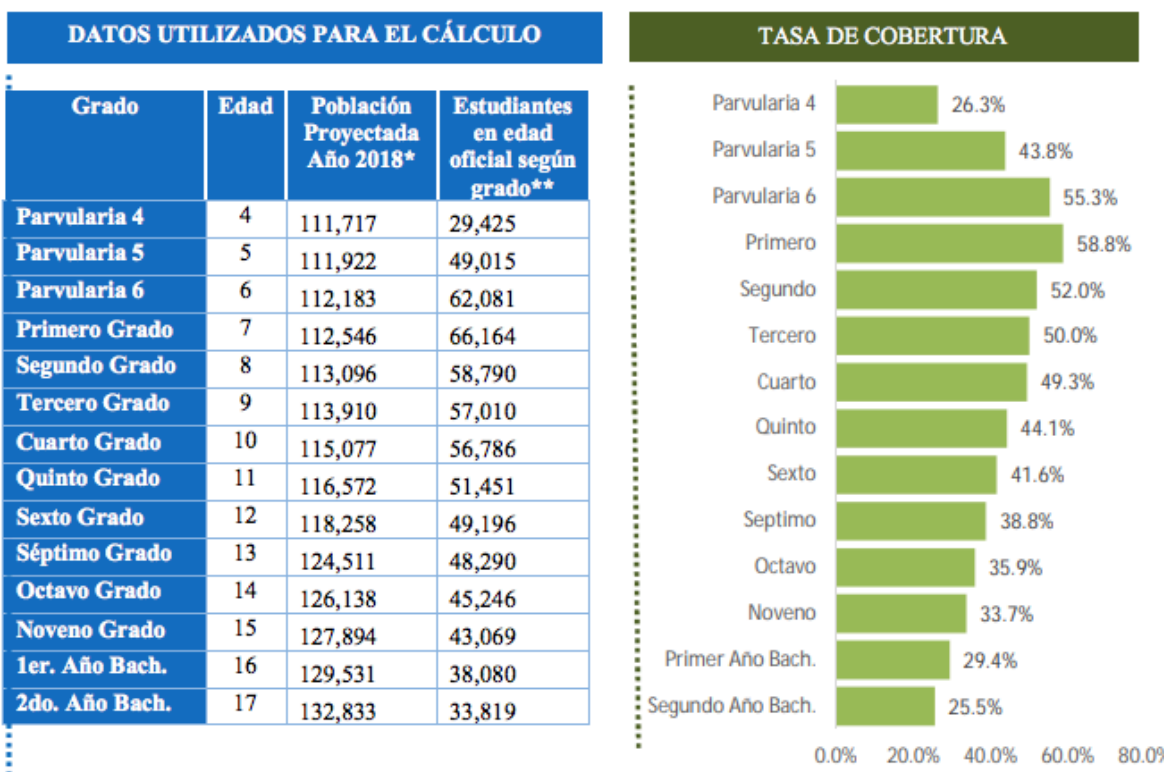 DATOS UTILIZADOS PARA EL CÁLCULO
Grado Edad Población Proyectada Año 2018* Estudiantes en edad oficial según grado**
Parvularia 4 4 111,717 29,425
Parvularia 5 5 111,922 49,015
Parvularia 6 6 112,183 62,081
Primero Grado 7 112,546 66,164
Segundo Grado 8 113,096 58,790
Tercero Grado 9 113,910 57,010
Cuarto Grado 10 115,077 56,786
Quinto Grado 11 116,572 51,451
Sexto Grado 12 118,258 49,196
Séptimo Grado 13 124,511 48,290
Octavo Grado 14 126,138 45,246
Noveno Grado 15 127,894 43,069
1er. Año Bach. 16 129,531 38,080
2do. Año Bach. 17 132,833 33,819
TASA DE COBERTURA
Parvularia 4 26.3%
Parvularia 5 43.8%
Parvularia 6 55.3%
Primero 58.8%
Segundo 52.0%
Tercero 50.0%
Cuarto 49.3%
Quinto 44.1%
Sexto 41.6%
Septimo 38.8%
Octavo 35.9%
Noveno 33.7%
Primer Año Bach. 29.4%
Segundo Año Bach. 25.5%
0.0% 20.0% 40.0% 60.0% 80.0%